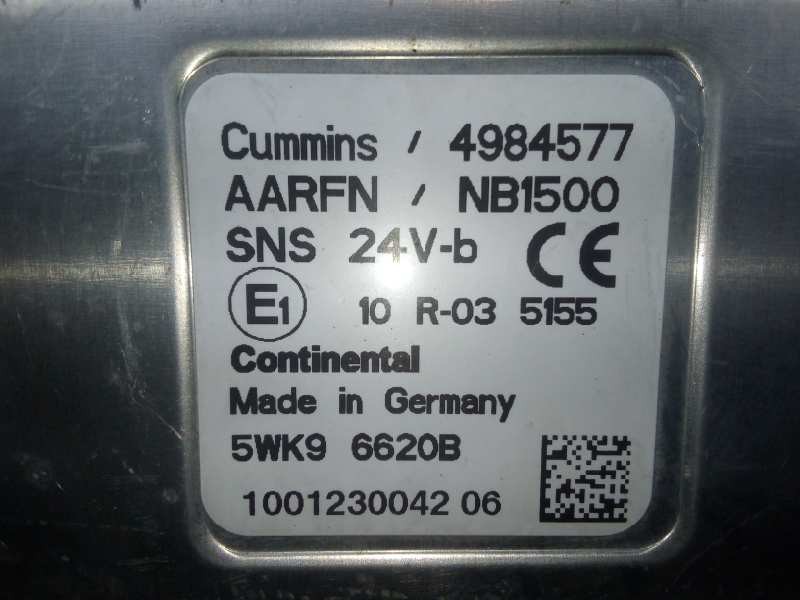 Cummins / 4984577
AARFN / NB1500
SNS 24V-b CE
E1 10 R-03 5155
Continental
Made in Germany
5WK9 6620B
1001230042 06